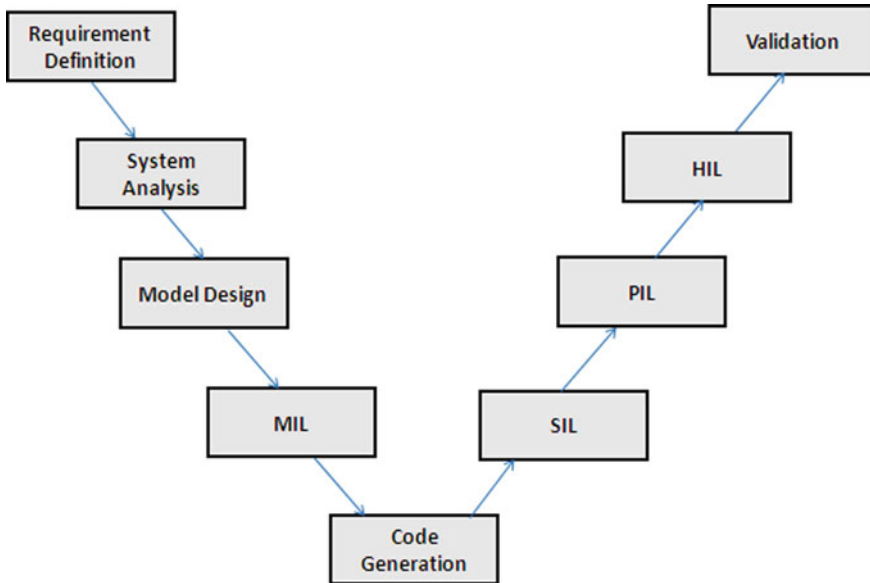 Requirement
Definition
System
Analysis
Model Design
MIL
Code
Generation
SIL
PIL
HIL
Validation